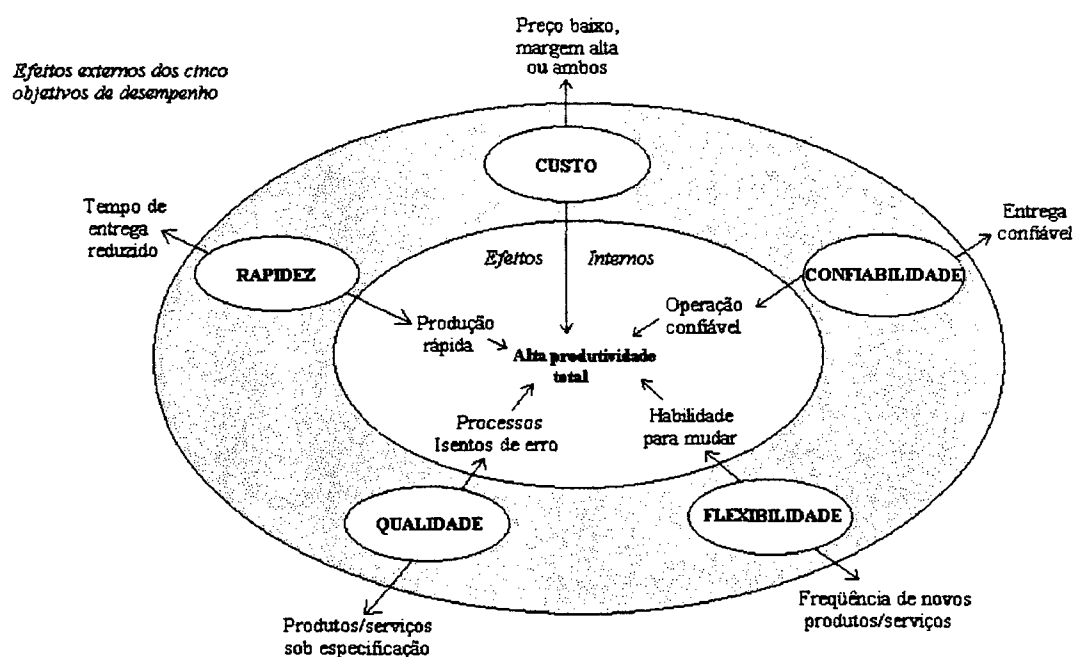 Preço baixo,
margem alta
ou ambos
Efeitos externos dos cinco
objetivos de desempenho
CUSTO
Tempo de
entrega
reduzido
Entrega
confiável
RAPIDEZ
Efeitos Internos
CONFIABILIDADE
Produção
rápida
Operação
confiável
Alta produtividade
total
Processos
Isentos de erro
Habilidade
para mudar
QUALIDADE
FLEXIBILIDADE
Produtos/serviços
sob especificação
Freqüência de novos
produtos/serviços